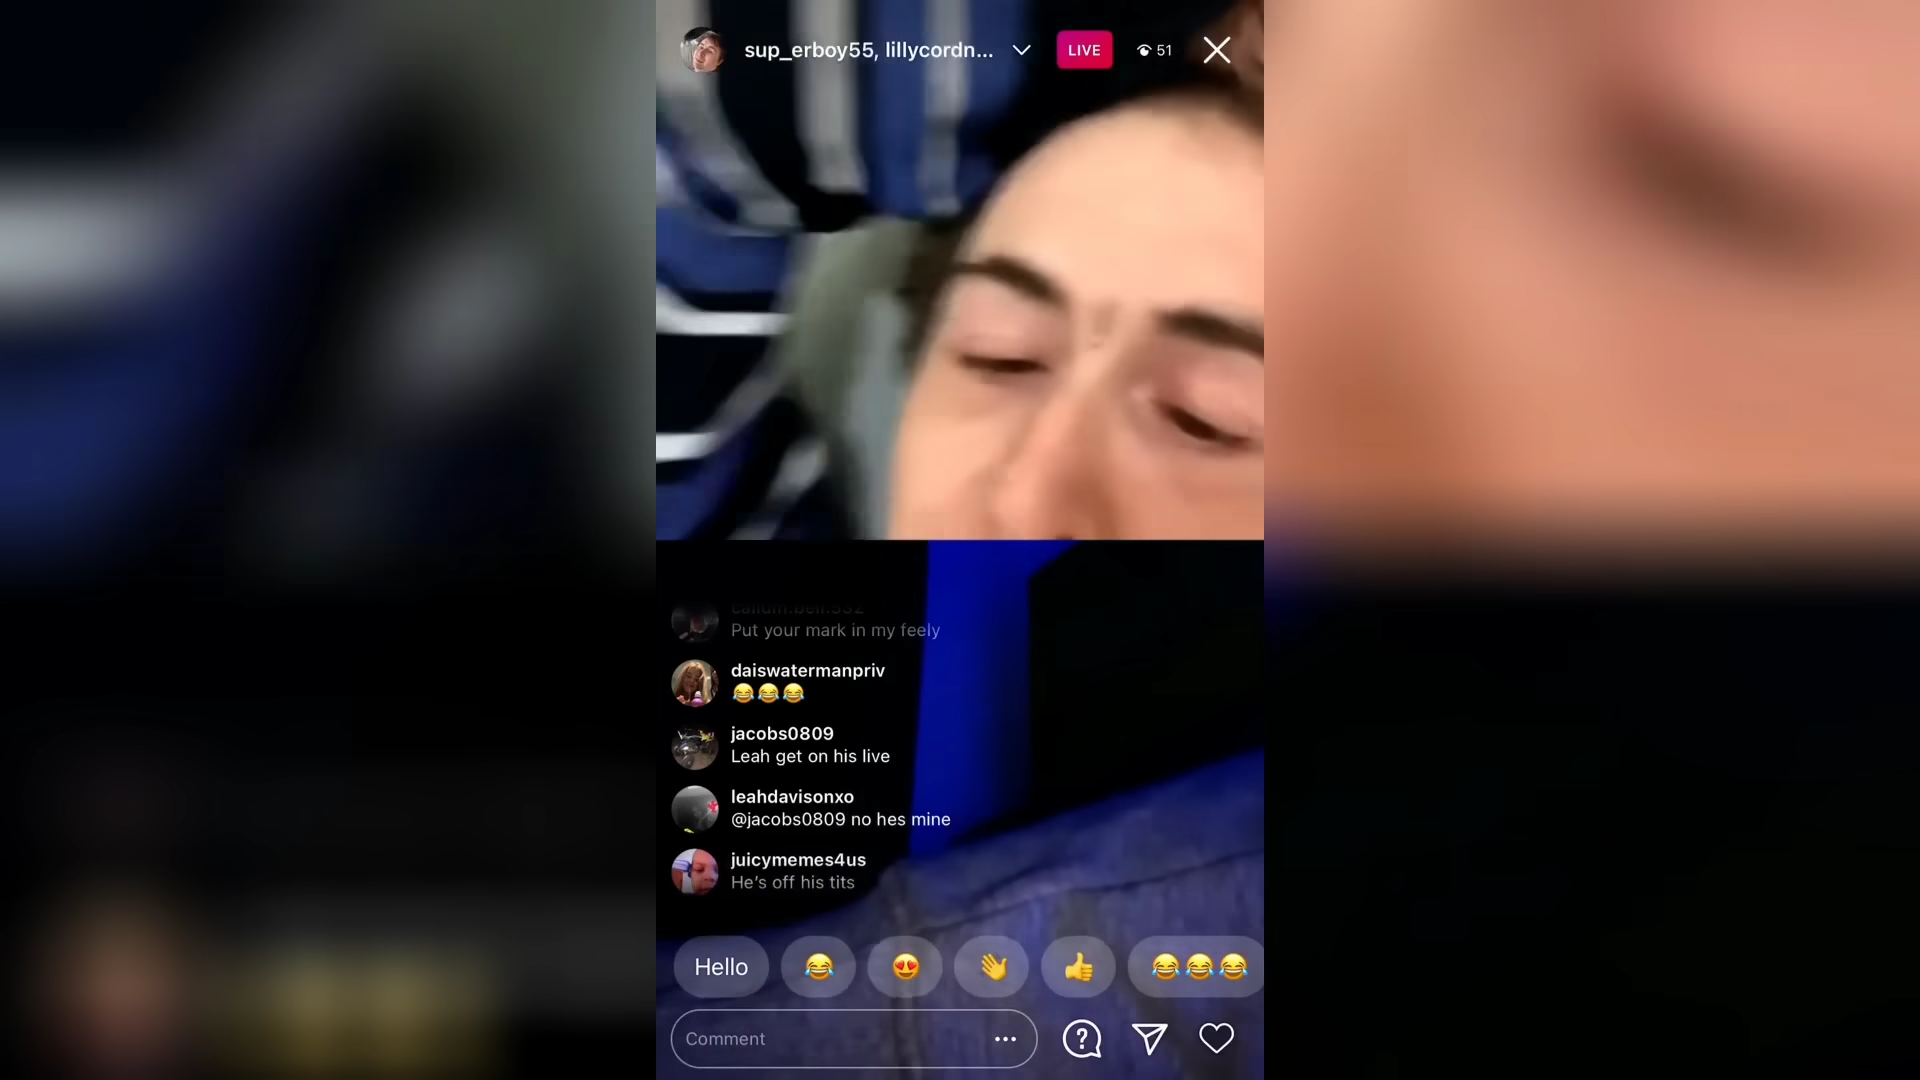 sup_erboy55, lillycordn...
LIVE
51
Put your mark in my feely
daiswatermanpriv
😂😂😂
jacobs0809
Leah get on his live
leahdavisonxo
@jacobs0809 no hes mine
juicymemes4us
He's off his tits
Hello 😂 😍 👋 👍 😂😂😂
Comment